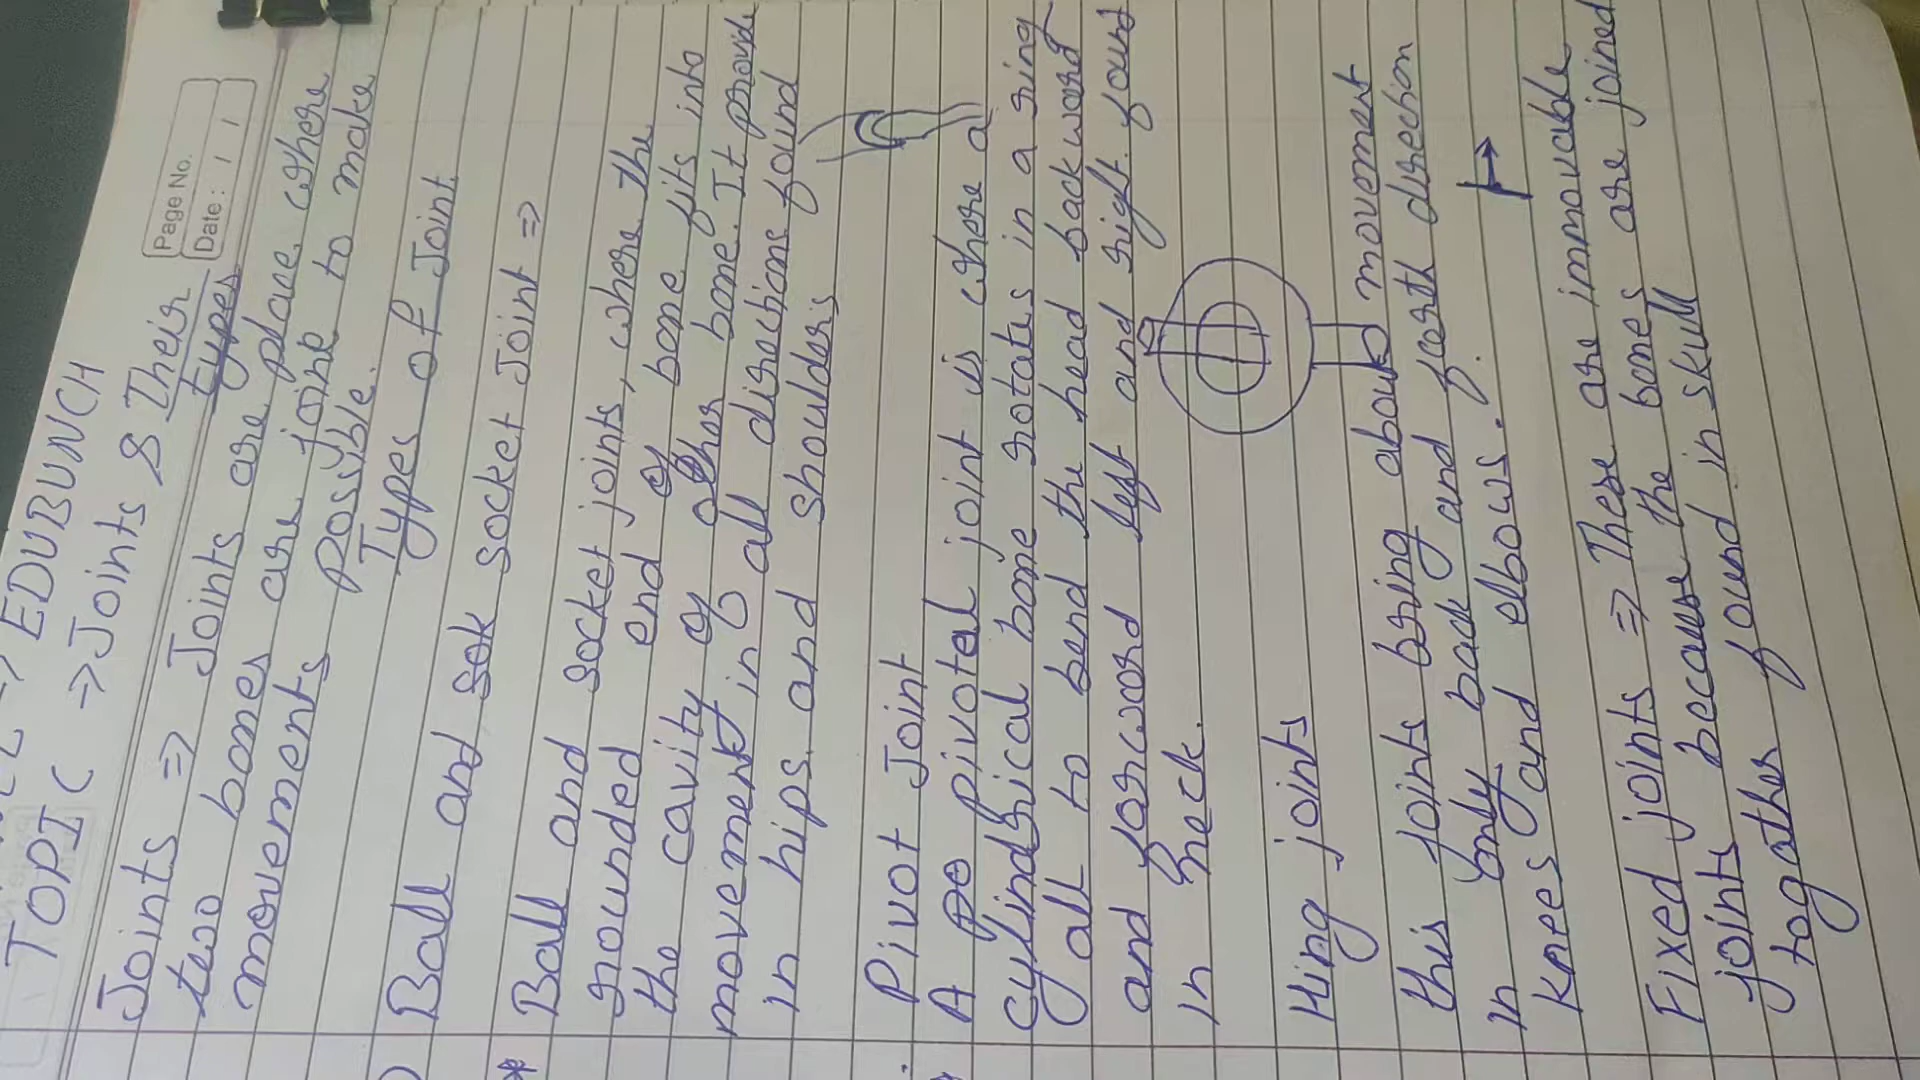 → EDUBUNCH
TOPIC → Joints & Their
types
Page No.
Date: / /
Joints ⇒ Joints are place where
two bones are joint to make
movements possible.
Types of Joint
Ball and sok socket Joint ⇒
* Ball and socket joints, where the
rounded end of bone fits into
the cavity of other bone. It provide
movement in all directions found
in hips and shoulders
Pivot Joint
A po pivotal joint is where a
cylindrical bone rotates in a ring
all to bend the head backward
and forward left and right. found
in neck.
Hing joints
this joints bring about movement
in only back and forth direction
Knees and elbows.
Fixed joints ⇒ These are immovable
joints because the bones are joined
togather found in skull